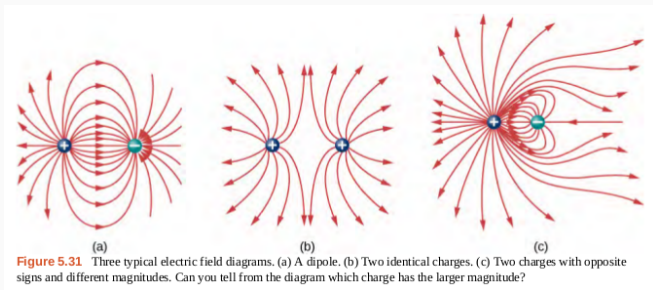 + − + + + −
(a) (b) (c)
Figure 5.31 Three typical electric field diagrams. (a) A dipole. (b) Two identical charges. (c) Two charges with opposite
signs and different magnitudes. Can you tell from the diagram which charge has the larger magnitude?